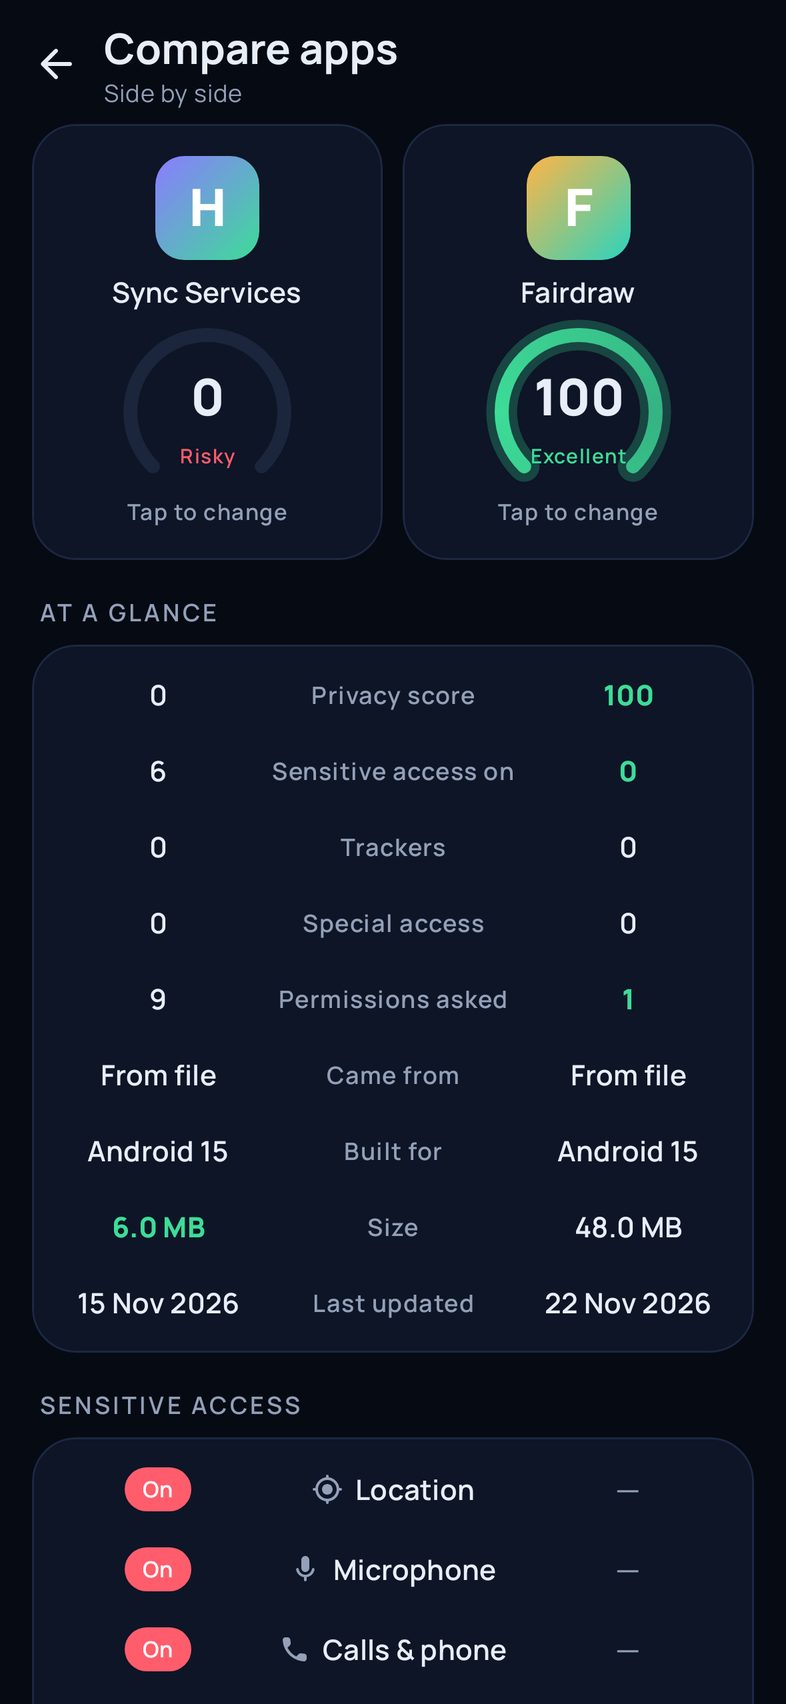 Compare apps
Side by side
H
Sync Services
0
Risky
Tap to change
F
Fairdraw
100
Excellent
Tap to change
AT A GLANCE
0 Privacy score 100
6 Sensitive access on 0
0 Trackers 0
0 Special access 0
9 Permissions asked 1
From file Came from From file
Android 15 Built for Android 15
6.0 MB Size 48.0 MB
15 Nov 2026 Last updated 22 Nov 2026
SENSITIVE ACCESS
On Location —
On Microphone —
On Calls & phone —